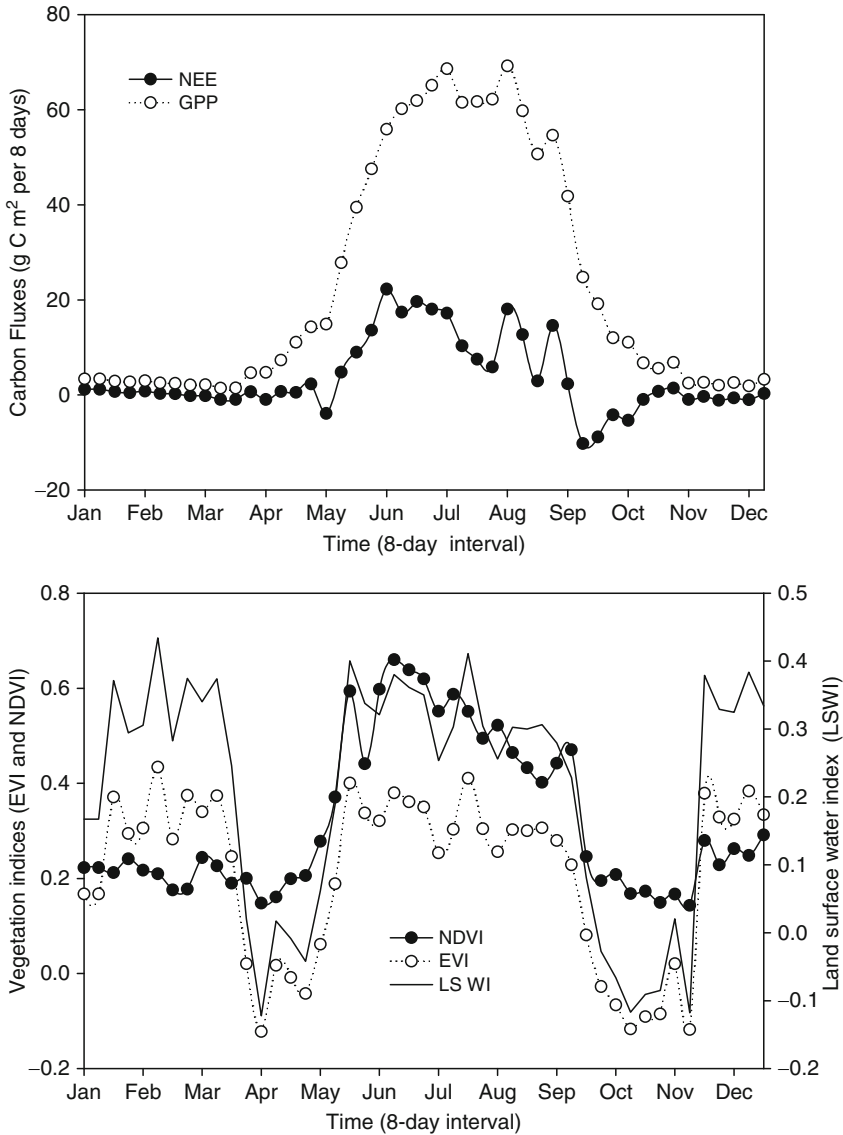 80
60
40
20
0
−20
Carbon Fluxes (g C m² per 8 days)
NEE
GPP
Jan Feb Mar Apr May Jun Jul Aug Sep Oct Nov Dec
Time (8-day interval)
0.8
0.6
0.4
0.2
0.0
−0.2
Vegetation indices (EVI and NDVI)
0.5
0.4
0.3
0.2
0.1
0.0
−0.1
−0.2
Land surface water index (LSWI)
NDVI
EVI
LS WI
Jan Feb Mar Apr May Jun Jul Aug Sep Oct Nov Dec
Time (8-day interval)